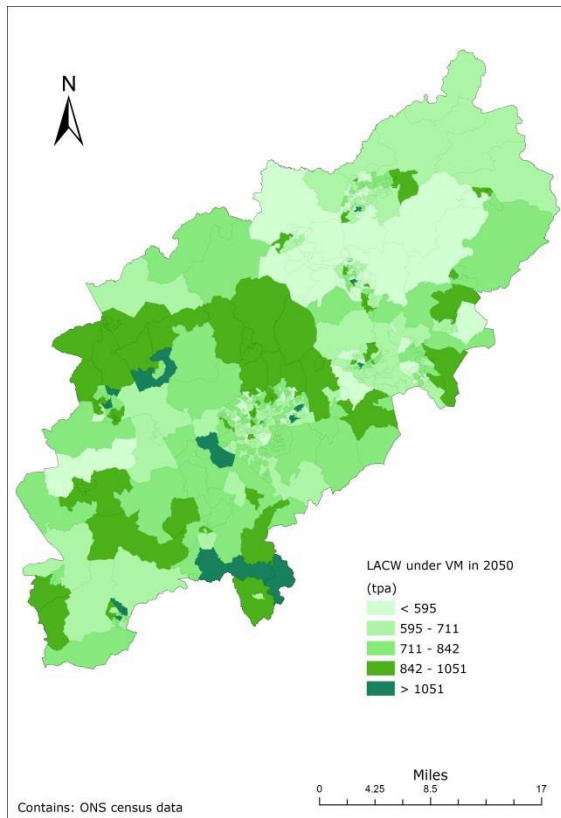 N
LACW under VM in 2050
(tpa)
< 595
595 - 711
711 - 842
842 - 1051
> 1051
Miles
0 4.25 8.5 17
Contains: ONS census data